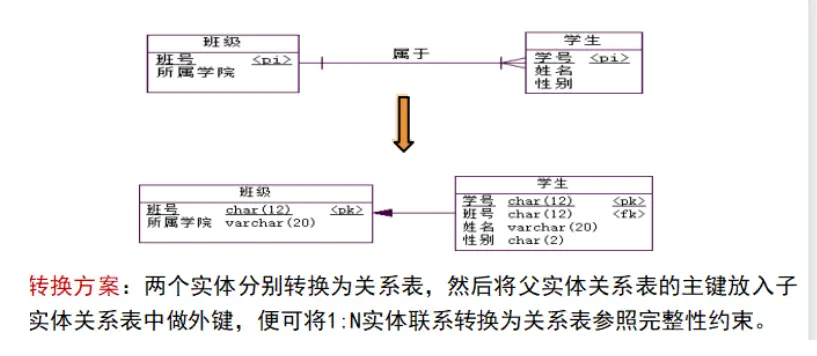 班级
班号 <pi>
所属学院
属于
学生
学号 <pi>
姓名
性别
班级
班号 char(12) <pk>
所属学院 varchar(20)
学生
学号 char(12) <pk>
班号 char(12) <fk>
姓名 varchar(20)
性别 char(2)
转换方案：两个实体分别转换为关系表，然后将父实体关系表的主键放入子
实体关系表中做外键，便可将1:N实体联系转换为关系表参照完整性约束。